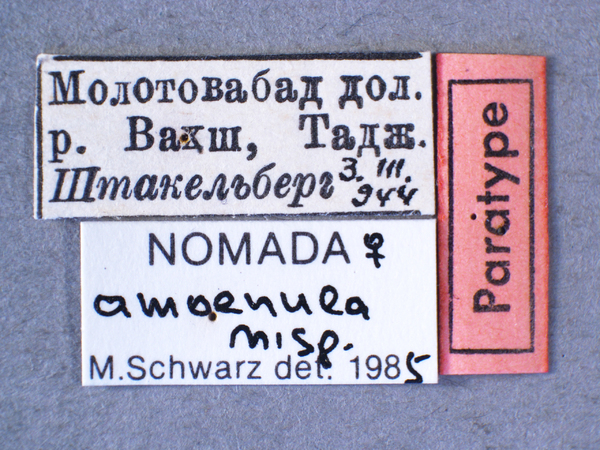 Молотовабад дол.
р. Вахш, Тадж.
Штакельберг 3. III.
944
NOMADA ♀
amoenula
n. sp.
M.Schwarz det. 1985
Paratype